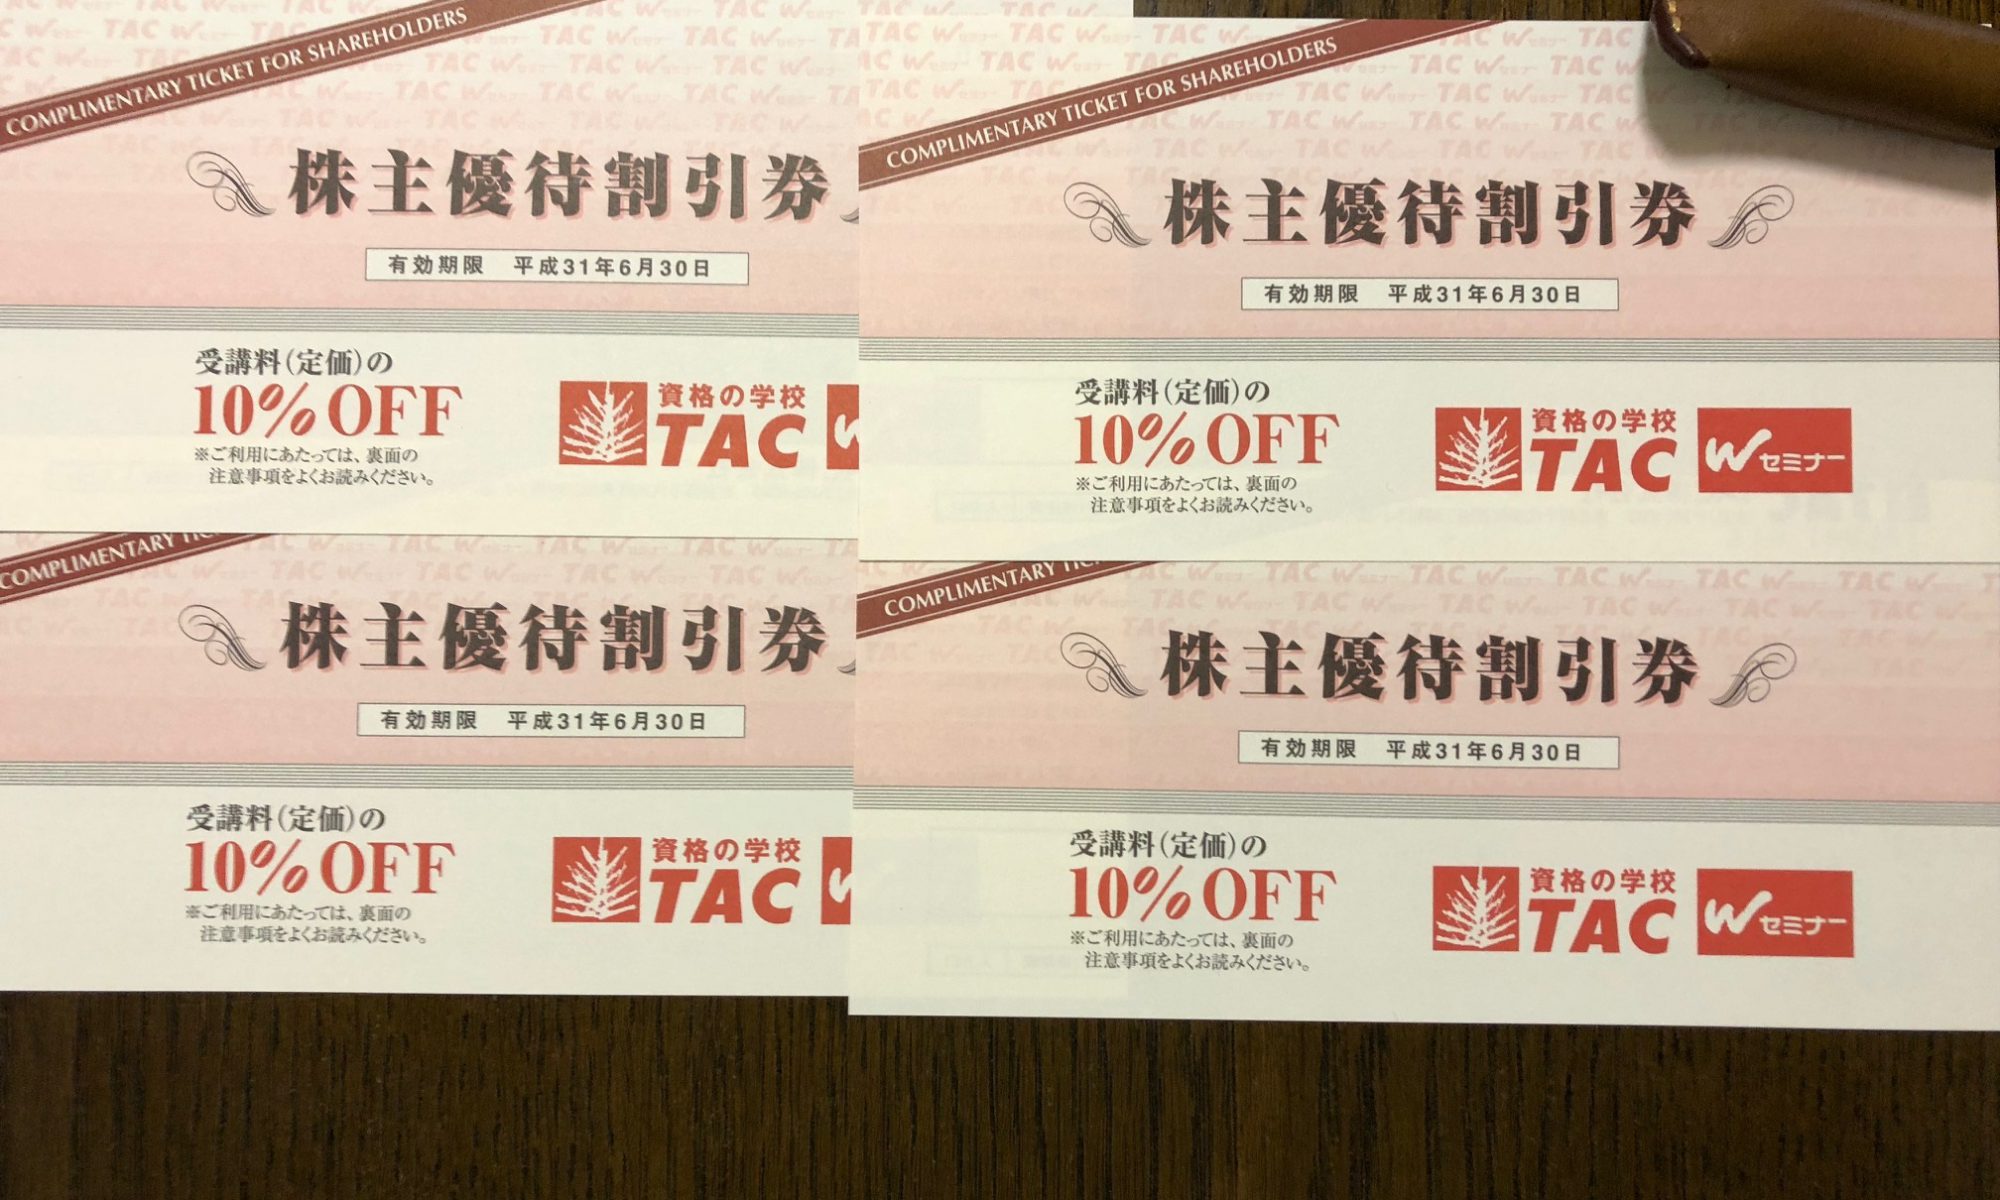 COMPLIMENTARY TICKET FOR SHAREHOLDERS
株主優待割引券
有効期限 平成31年6月30日
受講料(定価)の
10%OFF
※ご利用にあたっては、裏面の
注意事項をよくお読みください。
資格の学校
TAC
W
COMPLIMENTARY TICKET FOR SHAREHOLDERS
株主優待割引券
有効期限 平成31年6月30日
受講料(定価)の
10%OFF
※ご利用にあたっては、裏面の
注意事項をよくお読みください。
資格の学校
TAC
Wセミナー
COMPLIMENTARY
株主優待割引券
有効期限 平成31年6月30日
受講料(定価)の
10%OFF
※ご利用にあたっては、裏面の
注意事項をよくお読みください。
資格の学校
TAC
W
COMPLIMENTARY
株主優待割引券
有効期限 平成31年6月30日
受講料(定価)の
10%OFF
※ご利用にあたっては、裏面の
注意事項をよくお読みください。
資格の学校
TAC
Wセミナー